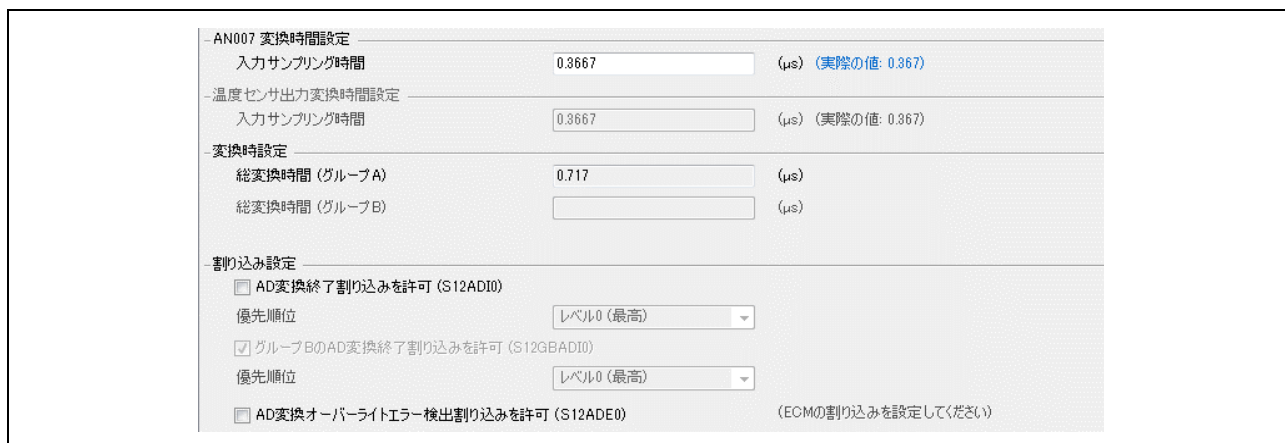 AN007 変換時間設定
入力サンプリング時間 0.3667 (μs) (実際の値: 0.367)
温度センサ出力変換時間設定
入力サンプリング時間 0.3667 (μs) (実際の値: 0.367)
変換時設定
総変換時間 (グループA) 0.717 (μs)
総変換時間 (グループB) (μs)
割り込み設定
AD変換終了割り込みを許可 (S12ADI0)
優先順位 レベル0 (最高)
グループBのAD変換終了割り込みを許可 (S12GBADI0)
優先順位 レベル0 (最高)
AD変換オーバーライトエラー検出割り込みを許可 (S12ADE0) (ECMの割り込みを設定してください)